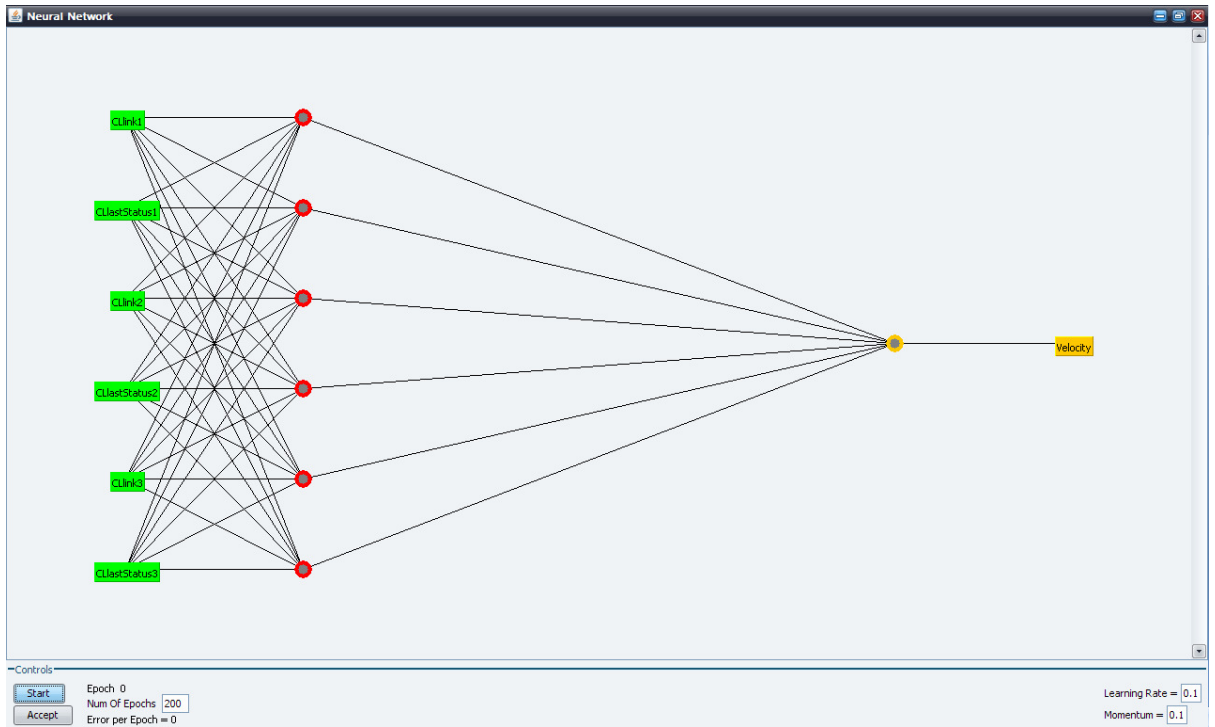 Neural Network
CLlink1
CLlastStatus1
CLlink2
CLlastStatus2
CLlink3
CLlastStatus3
Velocity
Controls
Start
Accept
Epoch 0
Num Of Epochs 200
Error per Epoch = 0
Learning Rate = 0.1
Momentum = 0.1